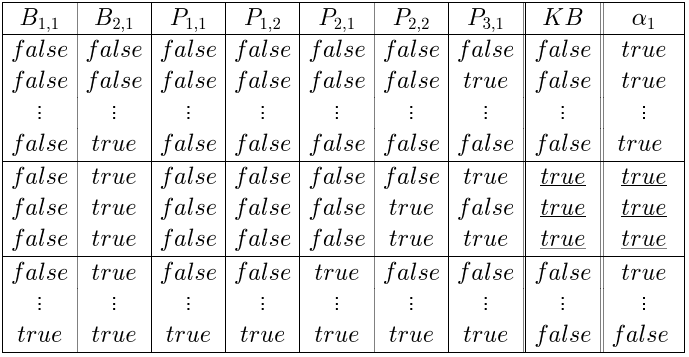 B1,1 B2,1 P1,1 P1,2 P2,1 P2,2 P3,1 KB α1
false false false false false false false false true
false false false false false false true false true
⋮ ⋮ ⋮ ⋮ ⋮ ⋮ ⋮ ⋮ ⋮
false true false false false false false false true
false true false false false false true true true
false true false false false true false true true
false true false false false true true true true
false true false false true false false false true
⋮ ⋮ ⋮ ⋮ ⋮ ⋮ ⋮ ⋮ ⋮
true true true true true true true false false